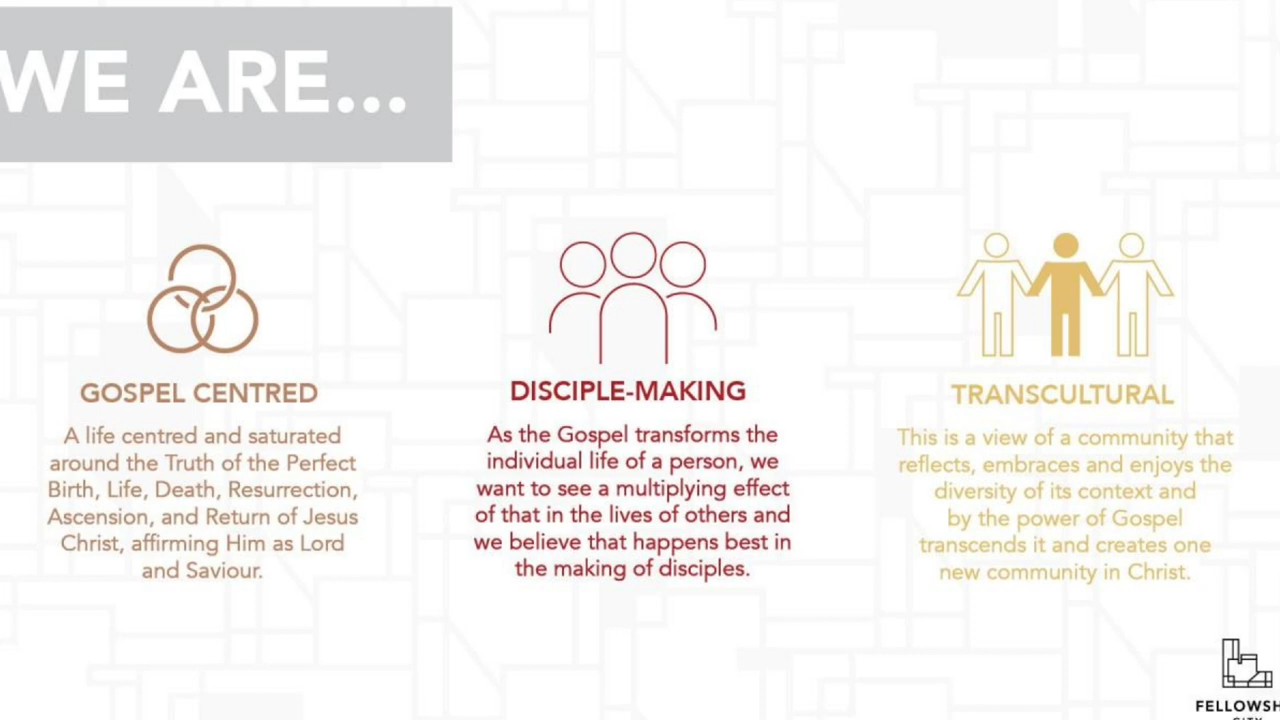 WE ARE...
GOSPEL CENTRED
A life centred and saturated
around the Truth of the Perfect
Birth, Life, Death, Resurrection,
Ascension, and Return of Jesus
Christ, affirming Him as Lord
and Saviour.
DISCIPLE-MAKING
As the Gospel transforms the
individual life of a person, we
want to see a multiplying effect
of that in the lives of others and
we believe that happens best in
the making of disciples.
TRANSCULTURAL
This is a view of a community that
reflects, embraces and enjoys the
diversity of its context and
by the power of Gospel
transcends it and creates one
new community in Christ.
FELLOWSH